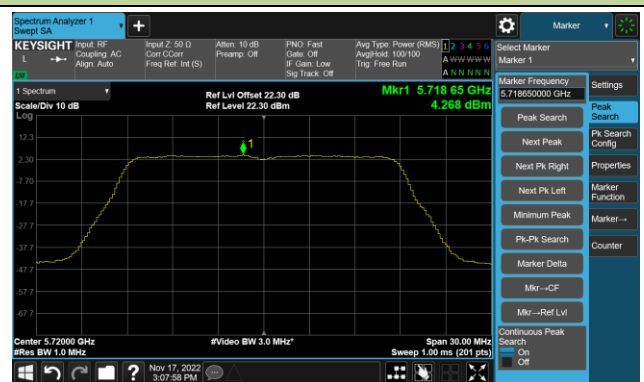 Spectrum Analyzer 1
Swept SA
+
Marker
KEYSIGHT
L
LW
Input: RF
Coupling: AC
Align: Auto
Input Z: 50 Ω
Corr CCorr
Freq Ref: Int (S)
Atten: 10 dB
Preamp: Off
PNO: Fast
Gate: Off
IF Gain: Low
Sig Track: Off
Avg Type: Power (RMS)
Avg|Hold: 100/100
Trig: Free Run
1 2 3 4 5 6
A W W W W W
A N N N N N
Select Marker
Marker 1
1 Spectrum
Scale/Div 10 dB
Log
Ref Lvl Offset 22.30 dB
Ref Level 22.30 dBm
Mkr1 5.718 65 GHz
4.268 dBm
12.3
2.30
-7.70
-17.7
-27.7
-37.7
-47.7
-57.7
-67.7
1
Center 5.72000 GHz
#Res BW 1.0 MHz
#Video BW 3.0 MHz*
Span 30.00 MHz
Sweep 1.00 ms (201 pts)
Marker Frequency
5.718650000 GHz
Peak Search
Next Peak
Next Pk Right
Next Pk Left
Minimum Peak
Pk-Pk Search
Marker Delta
Mkr→CF
Mkr→Ref Lvl
Continuous Peak
Search
On
Off
Settings
Peak
Search
Pk Search
Config
Properties
Marker
Function
Marker→
Counter
?
Nov 17, 2022
3:07:58 PM